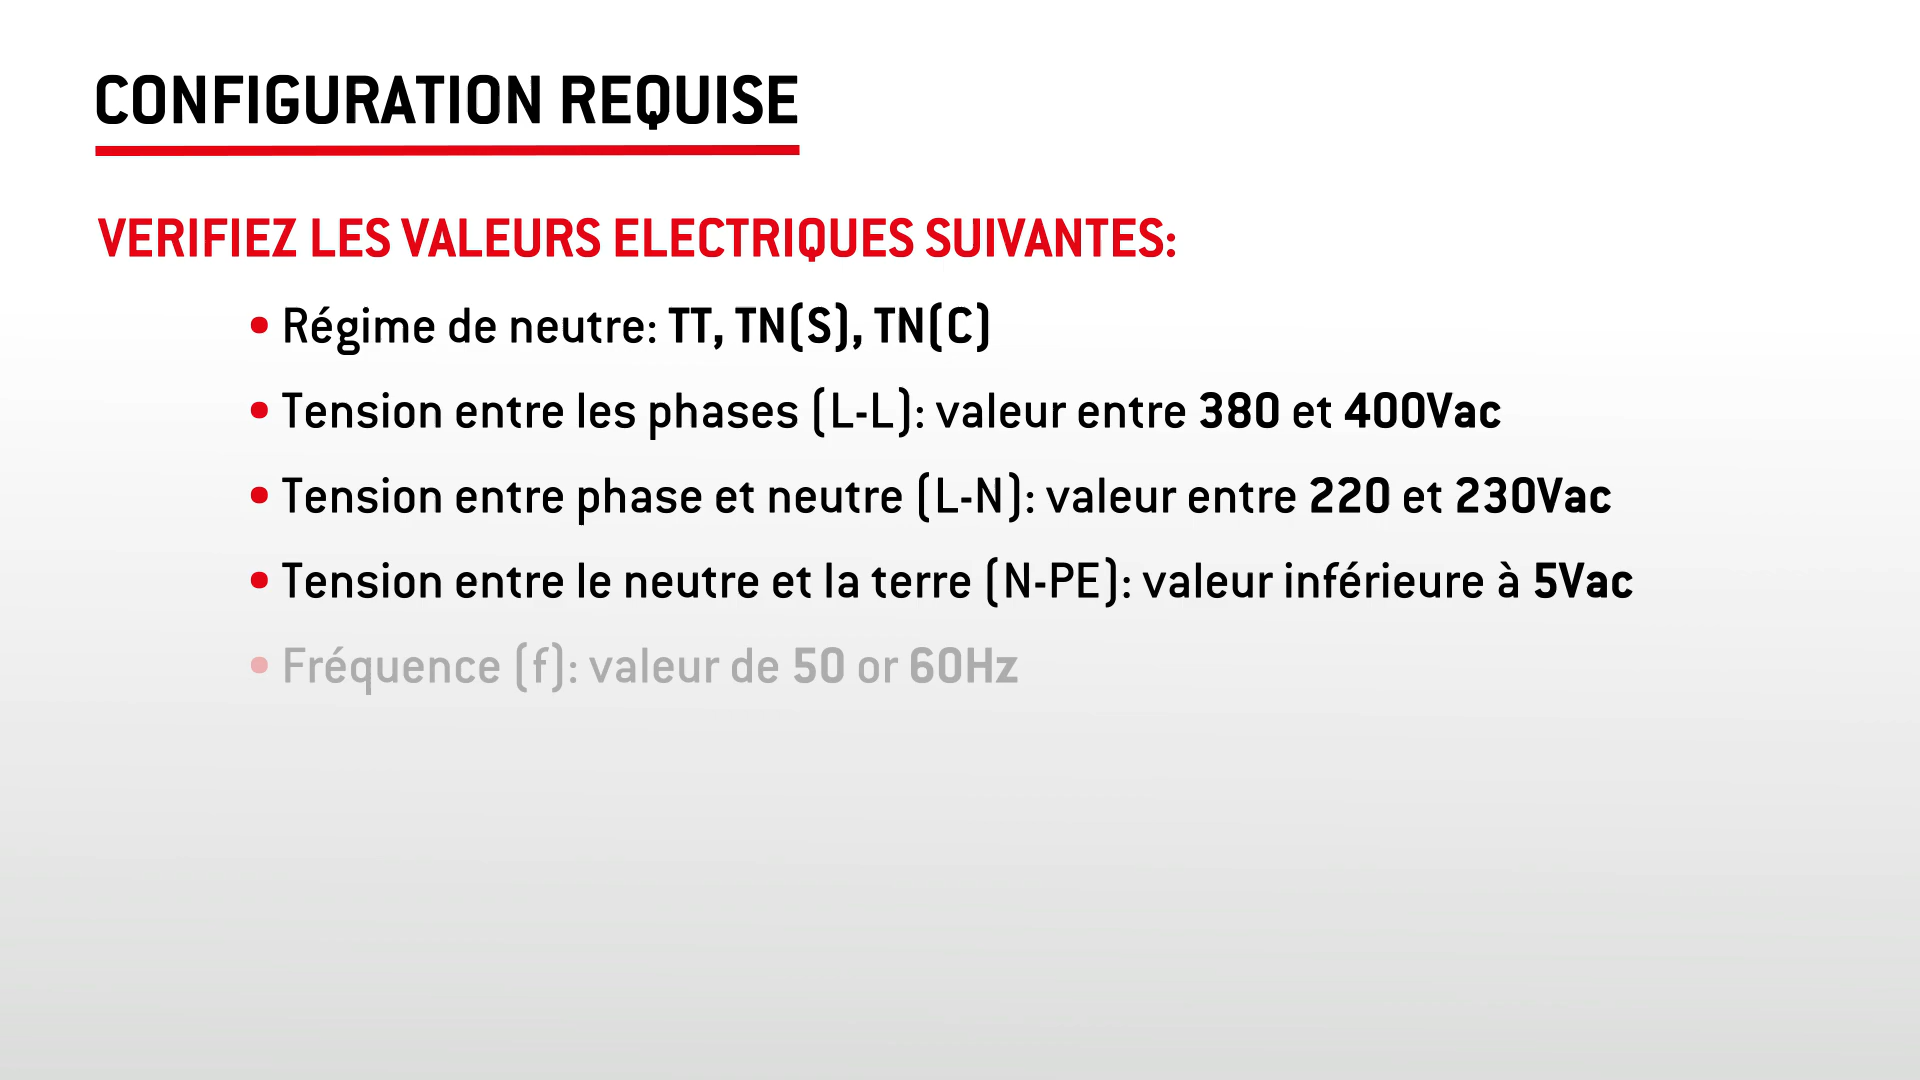 CONFIGURATION REQUISE
VERIFIEZ LES VALEURS ELECTRIQUES SUIVANTES:
• Régime de neutre: TT, TN(S), TN(C)
• Tension entre les phases (L-L): valeur entre 380 et 400Vac
• Tension entre phase et neutre (L-N): valeur entre 220 et 230Vac
• Tension entre le neutre et la terre (N-PE): valeur inférieure à 5Vac
• Fréquence (f): valeur de 50 or 60Hz